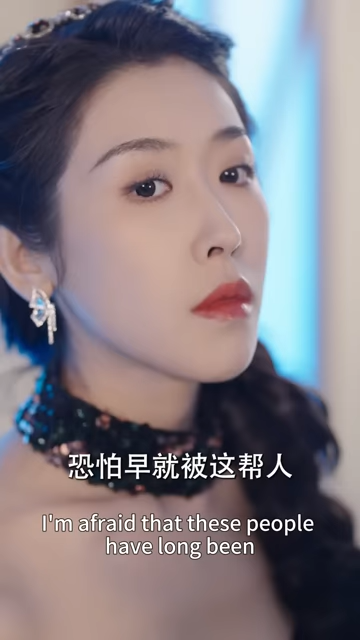 恐怕早就被这帮人
I'm afraid that these people
have long been